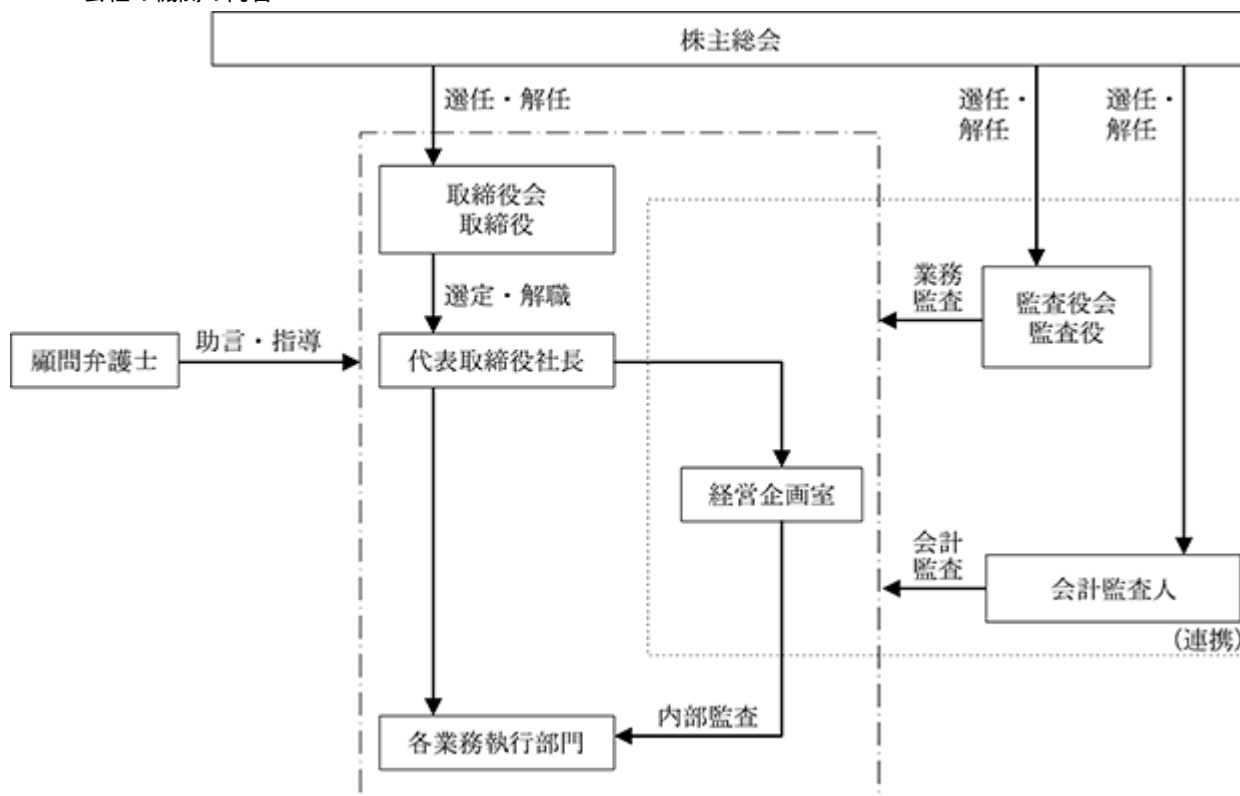 株主総会
選任・解任
選任・
解任
選任・
解任
取締役会
取締役
選定・解職
業務
監査
監査役会
監査役
顧問弁護士
助言・指導
代表取締役社長
経営企画室
会計
監査
会計監査人
(連携)
内部監査
各業務執行部門